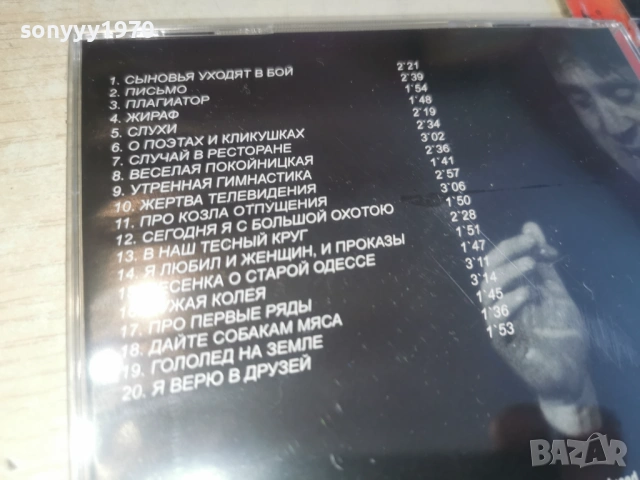 sonyyy1979
1. СЫНОВЬЯ УХОДЯТ В БОЙ 2`21
2. ПИСЬМО 2`39
3. ПЛАГИАТОР 1`54
4. ЖИРАФ 1`48
5. СЛУХИ 2`19
6. О ПОЭТАХ И КЛИКУШКАХ 2`34
7. СЛУЧАЙ В РЕСТОРАНЕ 3`02
8. ВЕСЕЛАЯ ПОКОЙНИЦКАЯ 2`36
9. УТРЕННАЯ ГИМНАСТИКА 1`41
10. ЖЕРТВА ТЕЛЕВИДЕНИЯ 2`57
11. ПРО КОЗЛА ОТПУЩЕНИЯ 3`06
12. СЕГОДНЯ Я С БОЛЬШОЙ ОХОТОЮ 1`50
13. В НАШ ТЕСНЫЙ КРУГ 2`28
14. Я ЛЮБИЛ И ЖЕНЩИН, И ПРОКАЗЫ 1`51
ПЕСЕНКА О СТАРОЙ ОДЕССЕ 1`47
КОЛЕЯ 3`11
17. ПРО ПЕРВЫЕ РЯДЫ 3`14
18. ДАЙТЕ СОБАКАМ МЯСА 1`45
19. ГОЛОЛЕД НА ЗЕМЛЕ 1`36
20. Я ВЕРЮ В ДРУЗЕЙ 1`53
BAZAR